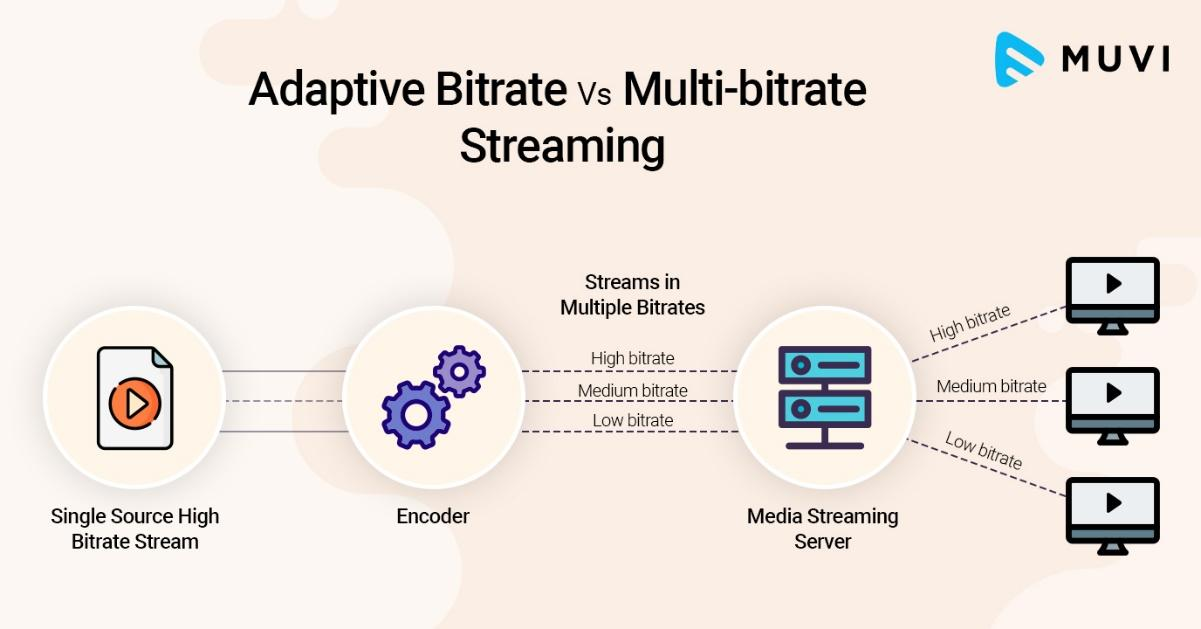 MUVI
Adaptive Bitrate Vs Multi-bitrate
Streaming
Streams in
Multiple Bitrates
High bitrate
Medium bitrate
Low bitrate
High bitrate
Medium bitrate
Low bitrate
Single Source High
Bitrate Stream
Encoder
Media Streaming
Server